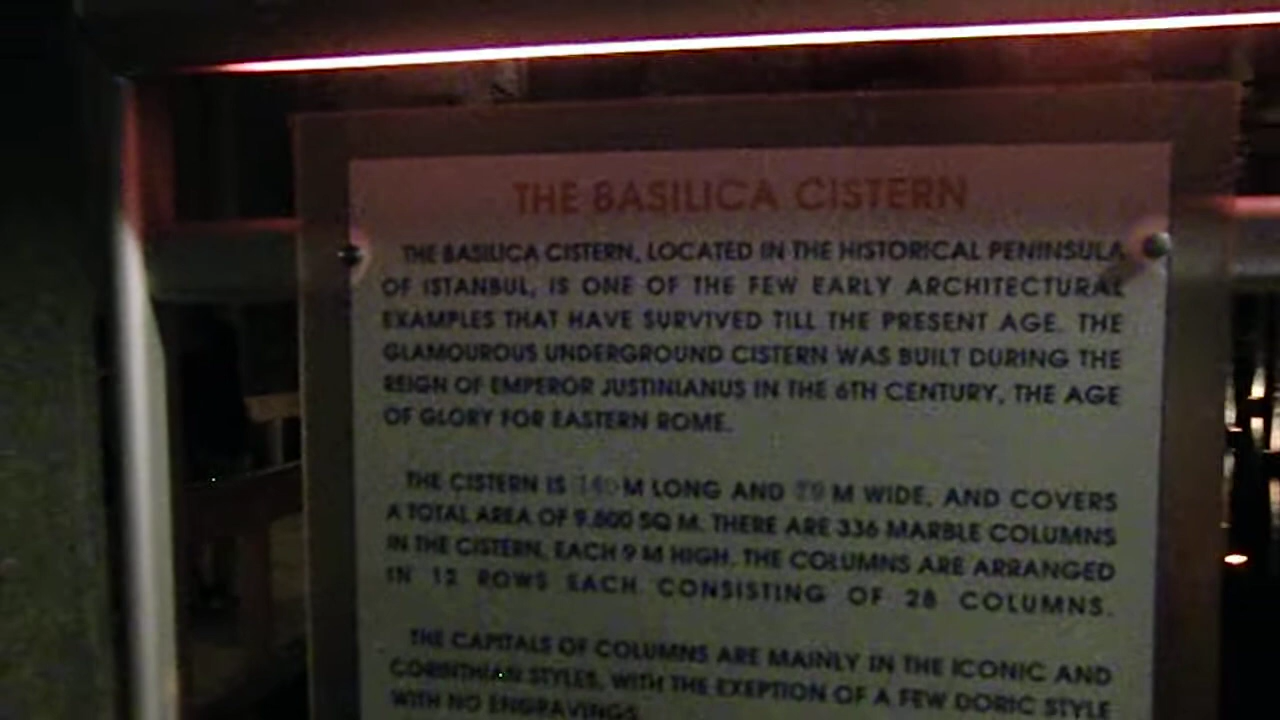 THE BASILICA CISTERN
THE BASILICA CISTERN, LOCATED IN THE HISTORICAL PENINSULA
OF ISTANBUL, IS ONE OF THE FEW EARLY ARCHITECTURAL
EXAMPLES THAT HAVE SURVIVED TILL THE PRESENT AGE. THE
GLAMOUROUS UNDERGROUND CISTERN WAS BUILT DURING THE
REIGN OF EMPEROR JUSTINIANUS IN THE 6TH CENTURY, THE AGE
OF GLORY FOR EASTERN ROME.
THE CISTERN IS 140 M LONG AND 70 M WIDE, AND COVERS
A TOTAL AREA OF 9.800 SQ M. THERE ARE 336 MARBLE COLUMNS
IN THE CISTERN, EACH 9 M HIGH. THE COLUMNS ARE ARRANGED
IN 12 ROWS EACH CONSISTING OF 28 COLUMNS.
THE CAPITALS OF COLUMNS ARE MAINLY IN THE ICONIC AND
CORINTHIAN STYLES, WITH THE EXEPTION OF A FEW DORIC STYLE
WITH NO ENGRAVINGS